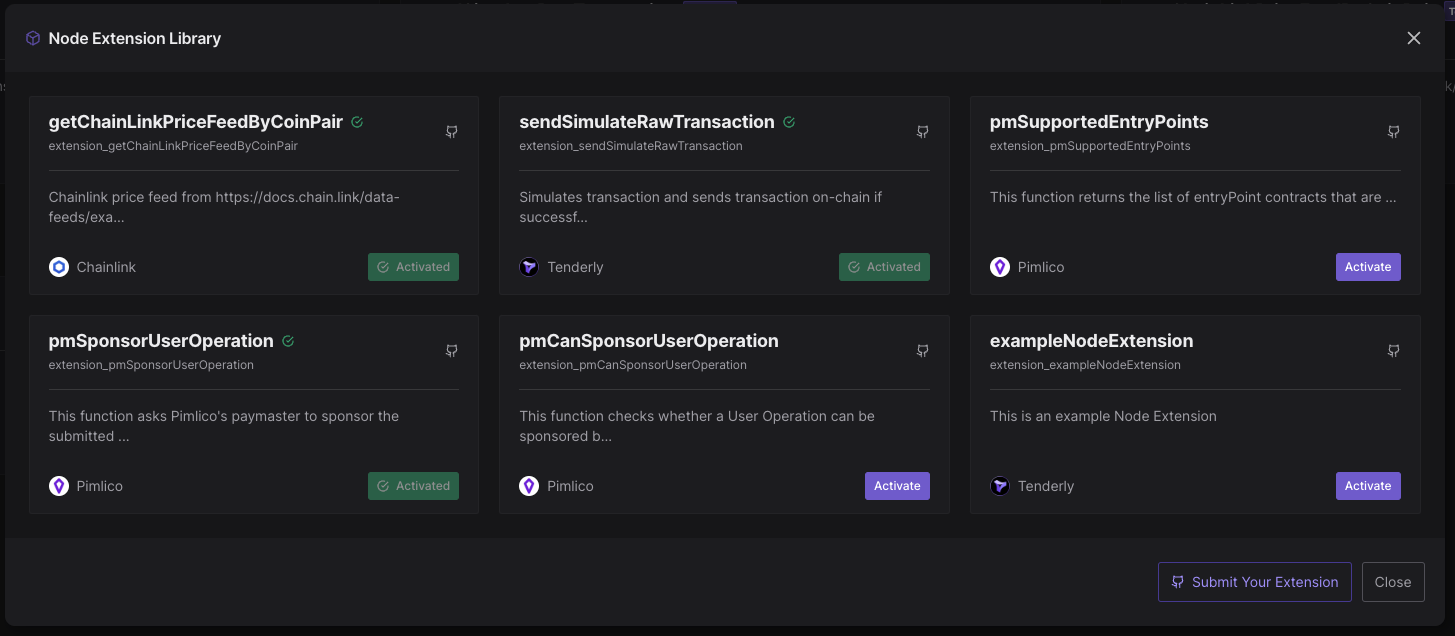 Node Extension Library
getChainLinkPriceFeedByCoinPair
extension_getChainLinkPriceFeedByCoinPair
Chainlink price feed from https://docs.chain.link/data-
feeds/exa...
Chainlink
Activated
sendSimulateRawTransaction
extension_sendSimulateRawTransaction
Simulates transaction and sends transaction on-chain if
successf...
Tenderly
Activated
pmSupportedEntryPoints
extension_pmSupportedEntryPoints
This function returns the list of entryPoint contracts that are ...
Pimlico
Activate
pmSponsorUserOperation
extension_pmSponsorUserOperation
This function asks Pimlico's paymaster to sponsor the
submitted ...
Pimlico
Activated
pmCanSponsorUserOperation
extension_pmCanSponsorUserOperation
This function checks whether a User Operation can be
sponsored b...
Pimlico
Activate
exampleNodeExtension
extension_exampleNodeExtension
This is an example Node Extension
Tenderly
Activate
Submit Your Extension
Close